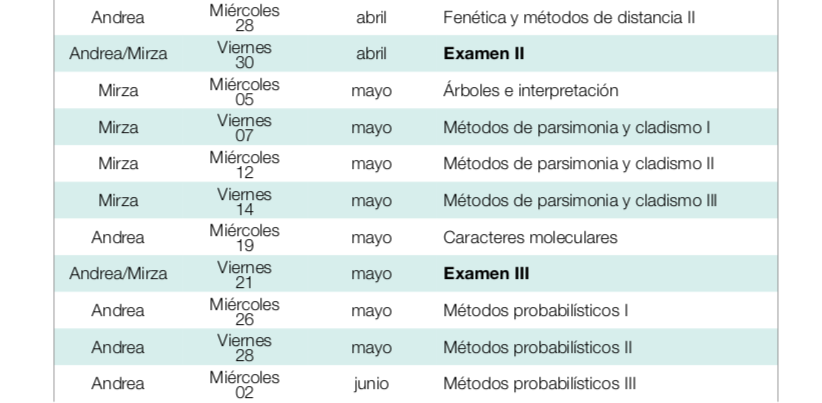 Andrea Miércoles 28 abril Fenética y métodos de distancia II
Andrea/Mirza Viernes 30 abril Examen II
Mirza Miércoles 05 mayo Árboles e interpretación
Mirza Viernes 07 mayo Métodos de parsimonia y cladismo I
Mirza Miércoles 12 mayo Métodos de parsimonia y cladismo II
Mirza Viernes 14 mayo Métodos de parsimonia y cladismo III
Andrea Miércoles 19 mayo Caracteres moleculares
Andrea/Mirza Viernes 21 mayo Examen III
Andrea Miércoles 26 mayo Métodos probabilísticos I
Andrea Viernes 28 mayo Métodos probabilísticos II
Andrea Miércoles 02 junio Métodos probabilísticos III